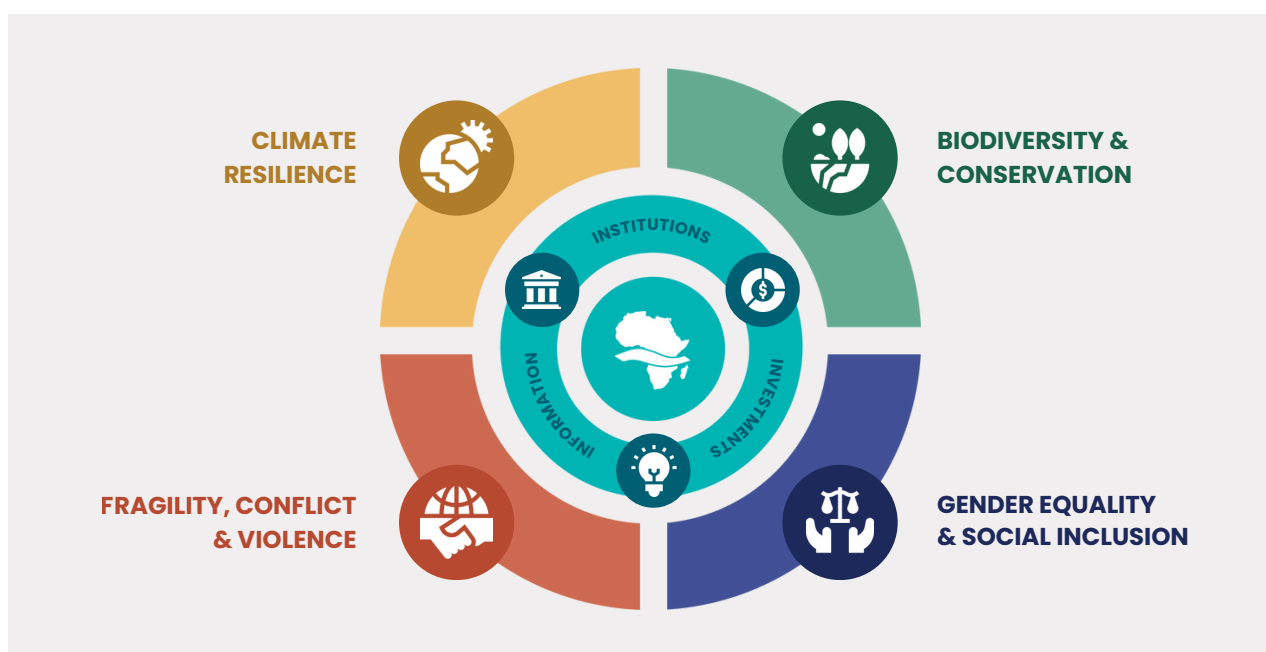 CLIMATE
RESILIENCE
BIODIVERSITY &
CONSERVATION
INSTITUTIONS
$
INFORMATION
INVESTMENTS
FRAGILITY, CONFLICT
& VIOLENCE
GENDER EQUALITY
& SOCIAL INCLUSION